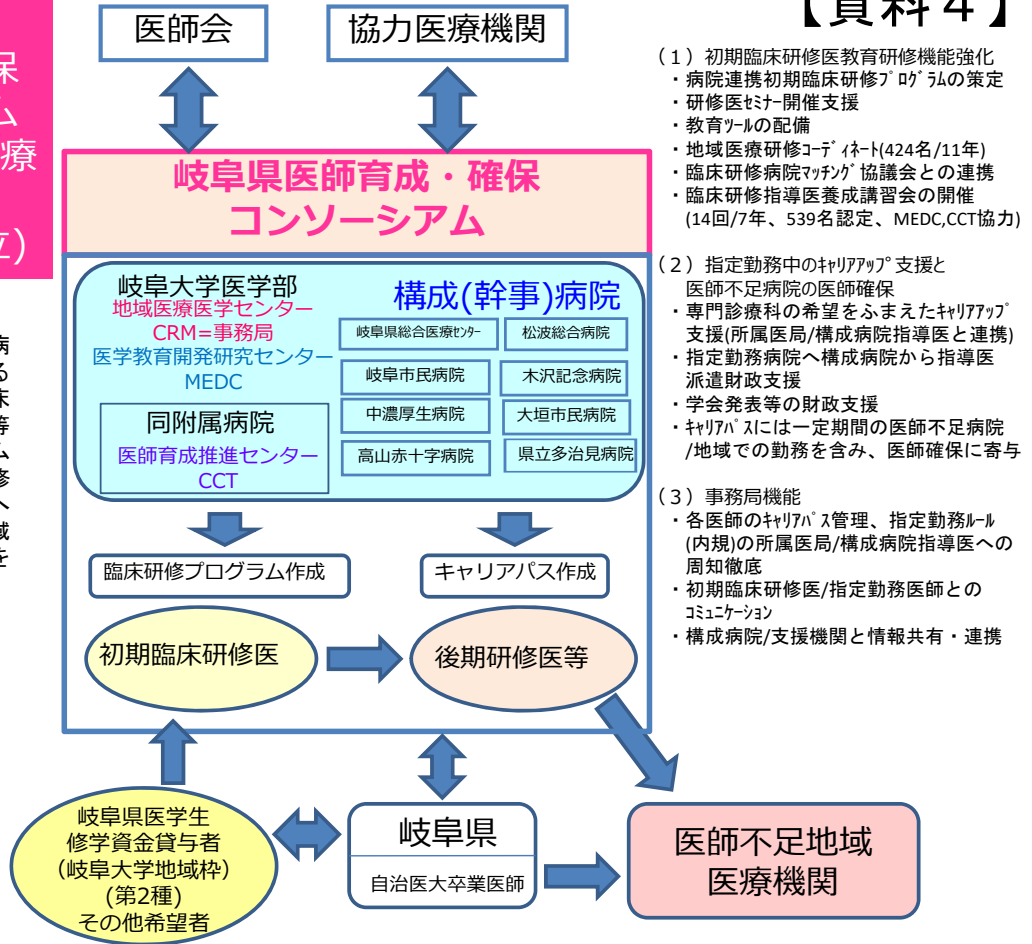 【資料４】
保
ム
療
立）
病
る
床
等
ム
修
へ
域
を
医師会
協力医療機関
岐阜県医師育成・確保
コンソーシアム
岐阜大学医学部
地域医療医学センター
CRM=事務局
医学教育開発研究センター
MEDC
同附属病院
医師育成推進センター
CCT
構成(幹事)病院
岐阜県総合医療ｾﾝﾀｰ
松波総合病院
岐阜市民病院
木沢記念病院
中濃厚生病院
大垣市民病院
高山赤十字病院
県立多治見病院
臨床研修プログラム作成
キャリアパス作成
初期臨床研修医
後期研修医等
岐阜県医学生
修学資金貸与者
(岐阜大学地域枠)
(第2種)
その他希望者
岐阜県
自治医大卒業医師
医師不足地域
医療機関
（１）初期臨床研修医教育研修機能強化
・病院連携初期臨床研修ﾌﾟﾛｸﾞﾗﾑの策定
・研修医ｾﾐﾅｰ開催支援
・教育ﾂｰﾙの配備
・地域医療研修ｺｰﾃﾞｨﾈｰﾄ(424名/11年)
・臨床研修病院ﾏｯﾁﾝｸﾞ協議会との連携
・臨床研修指導医養成講習会の開催
(14回/7年、539名認定、MEDC,CCT協力)
（２）指定勤務中のｷｬﾘｱｱｯﾌﾟ支援と
医師不足病院の医師確保
・専門診療科の希望をふまえたｷｬﾘｱｱｯﾌﾟ
支援(所属医局/構成病院指導医と連携)
・指定勤務病院へ構成病院から指導医
派遣財政支援
・学会発表等の財政支援
・ｷｬﾘｱﾊﾟｽには一定期間の医師不足病院
/地域での勤務を含み、医師確保に寄与
（３）事務局機能
・各医師のｷｬﾘｱﾊﾟｽ管理、指定勤務ﾙｰﾙ
(内規)の所属医局/構成病院指導医への
周知徹底
・初期臨床研修医/指定勤務医師との
ｺﾐｭﾆｹｰｼｮﾝ
・構成病院/支援機関と情報共有・連携